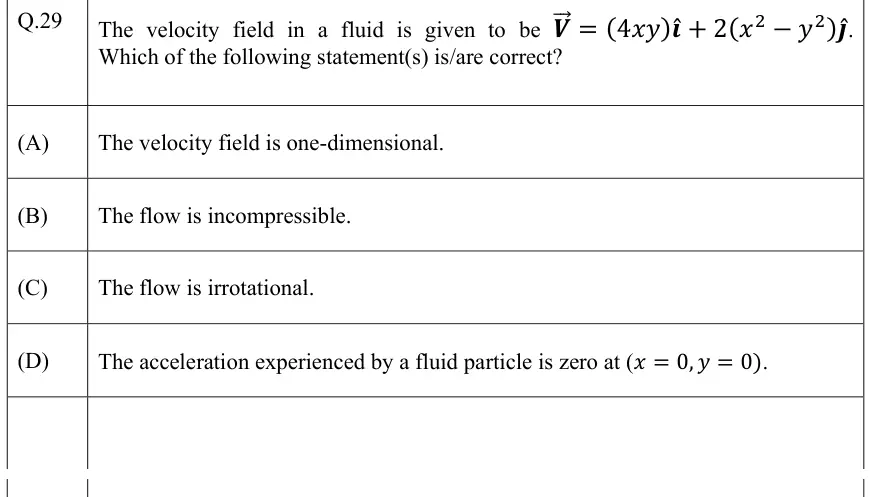 Q.29
The velocity field in a fluid is given to be 𝑽⃗ = (4𝑥𝑦)𝒊̂ + 2(𝑥² − 𝑦²)𝒋̂.
Which of the following statement(s) is/are correct?
(A) The velocity field is one-dimensional.
(B) The flow is incompressible.
(C) The flow is irrotational.
(D) The acceleration experienced by a fluid particle is zero at (𝑥 = 0, 𝑦 = 0).